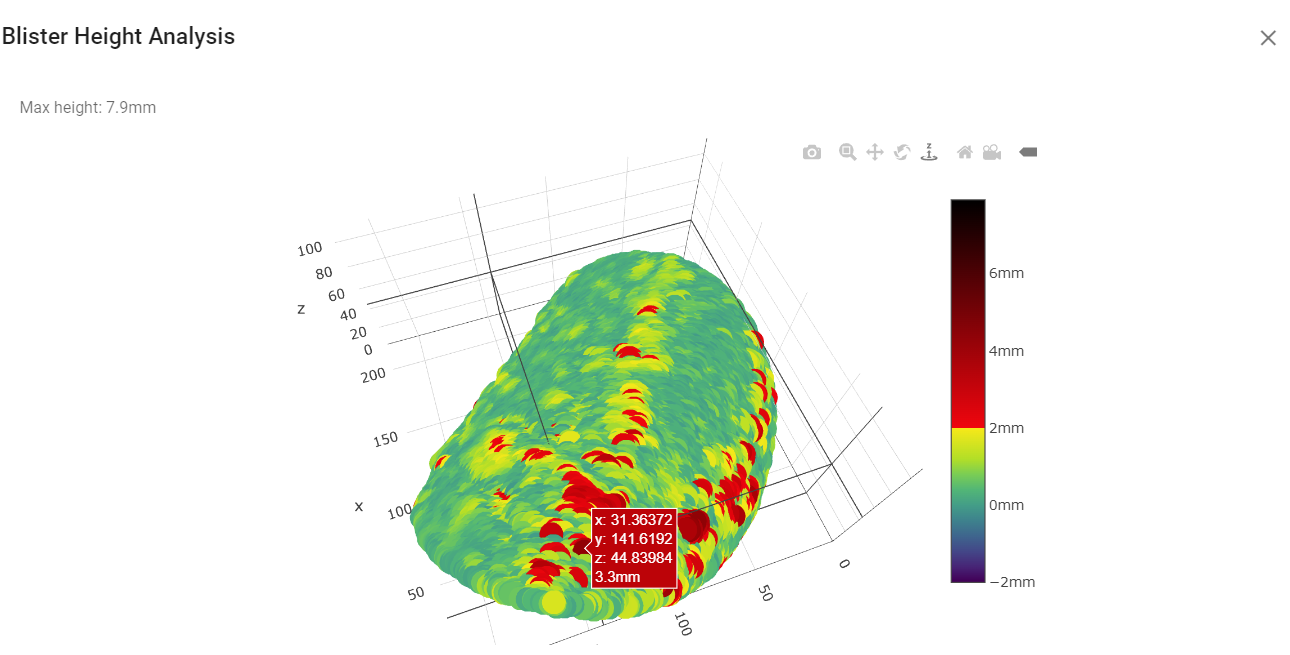 Blister Height Analysis
Max height: 7.9mm
z
100
80
60
40
20
0
200
150
x
100
50
x: 31.36372
y: 141.6192
z: 44.83984
3.3mm
100
50
0
z
6mm
4mm
2mm
0mm
−2mm